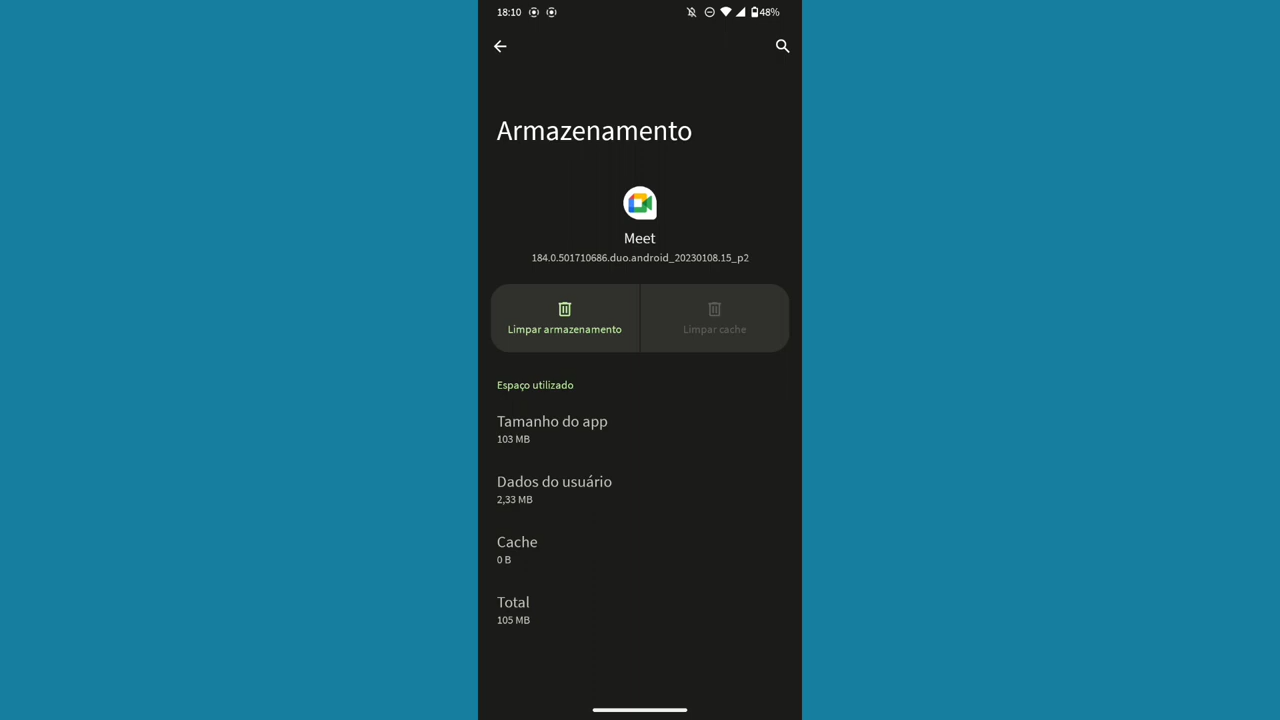 18:10 48%
Armazenamento
Meet
184.0.501710686.duo.android_20230108.15_p2
Limpar armazenamento Limpar cache
Espaço utilizado
Tamanho do app
103 MB
Dados do usuário
2,33 MB
Cache
0 B
Total
105 MB